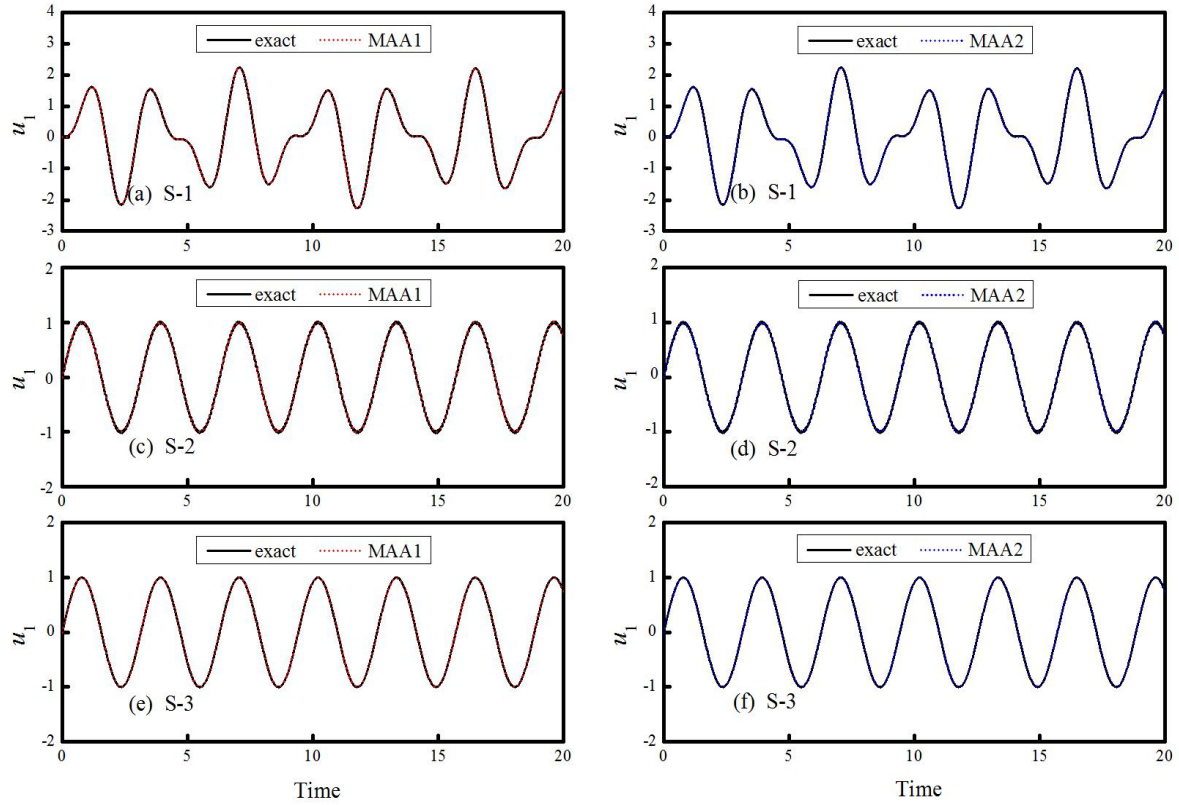 exact MAA1
4
3
2
1
0
-1
-2
-3
u1
(a) S-1
0 5 10 15 20
exact MAA2
4
3
2
1
0
-1
-2
-3
u1
(b) S-1
0 5 10 15 20
exact MAA1
2
1
0
-1
-2
u1
(c) S-2
0 5 10 15 20
exact MAA2
2
1
0
-1
-2
u1
(d) S-2
0 5 10 15 20
exact MAA1
2
1
0
-1
-2
u1
(e) S-3
0 5 10 15 20
Time
exact MAA2
2
1
0
-1
-2
u1
(f) S-3
0 5 10 15 20
Time